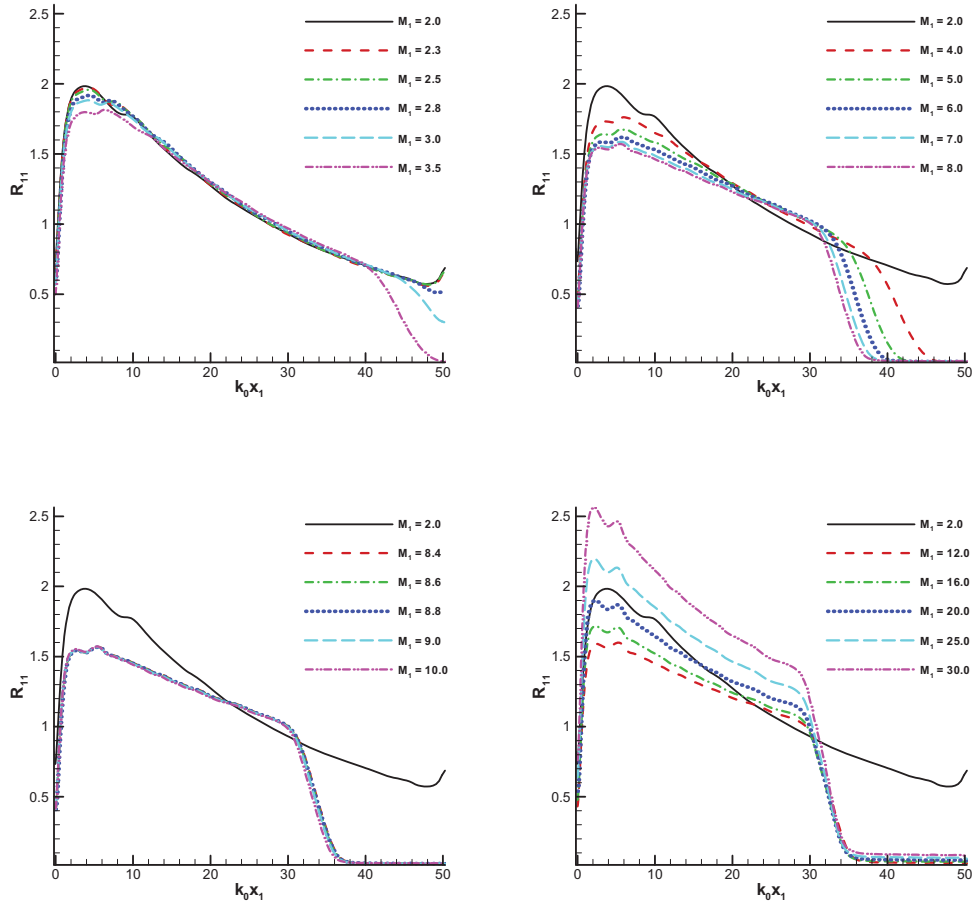 2.5
2
1.5
1
0.5
R₁₁
0 10 20 30 40 50
k₀x₁
M₁ = 2.0
M₁ = 2.3
M₁ = 2.5
M₁ = 2.8
M₁ = 3.0
M₁ = 3.5
2.5
2
1.5
1
0.5
R₁₁
0 10 20 30 40 50
k₀x₁
M₁ = 2.0
M₁ = 4.0
M₁ = 5.0
M₁ = 6.0
M₁ = 7.0
M₁ = 8.0
2.5
2
1.5
1
0.5
R₁₁
0 10 20 30 40 50
k₀x₁
M₁ = 2.0
M₁ = 8.4
M₁ = 8.6
M₁ = 8.8
M₁ = 9.0
M₁ = 10.0
2.5
2
1.5
1
0.5
R₁₁
0 10 20 30 40 50
k₀x₁
M₁ = 2.0
M₁ = 12.0
M₁ = 16.0
M₁ = 20.0
M₁ = 25.0
M₁ = 30.0